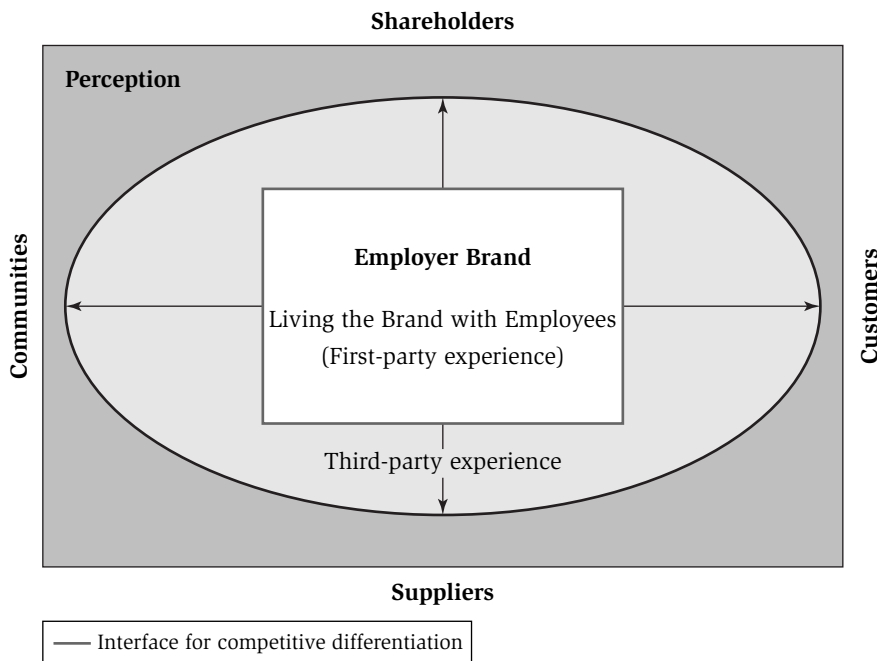 Shareholders
Perception
Communities
Employer Brand
Living the Brand with Employees
(First-party experience)
Customers
Third-party experience
Suppliers
Interface for competitive differentiation